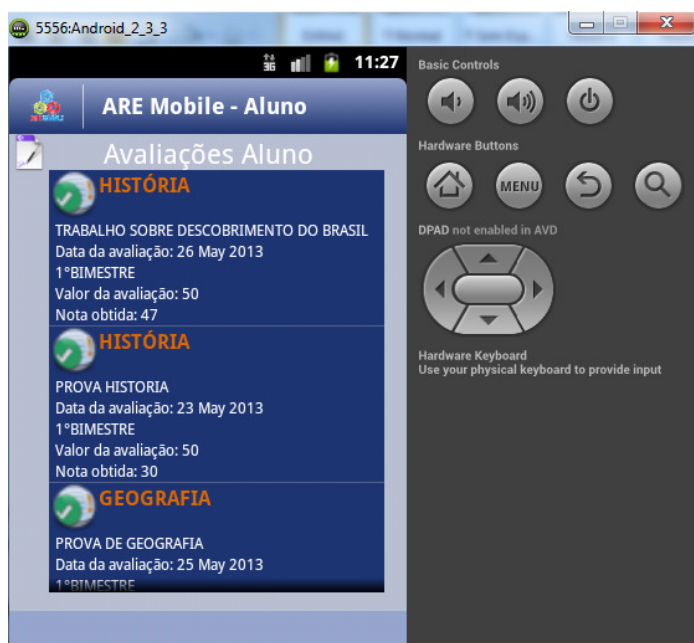 5556:Android_2_3_3
3G
11:27
ARE Mobile - Aluno
Avaliações Aluno
HISTÓRIA
TRABALHO SOBRE DESCOBRIMENTO DO BRASIL
Data da avaliação: 26 May 2013
1°BIMESTRE
Valor da avaliação: 50
Nota obtida: 47
HISTÓRIA
PROVA HISTORIA
Data da avaliação: 23 May 2013
1°BIMESTRE
Valor da avaliação: 50
Nota obtida: 30
GEOGRAFIA
PROVA DE GEOGRAFIA
Data da avaliação: 25 May 2013
1°BIMESTRE
Basic Controls
Hardware Buttons
MENU
DPAD not enabled in AVD
Hardware Keyboard
Use your physical keyboard to provide input